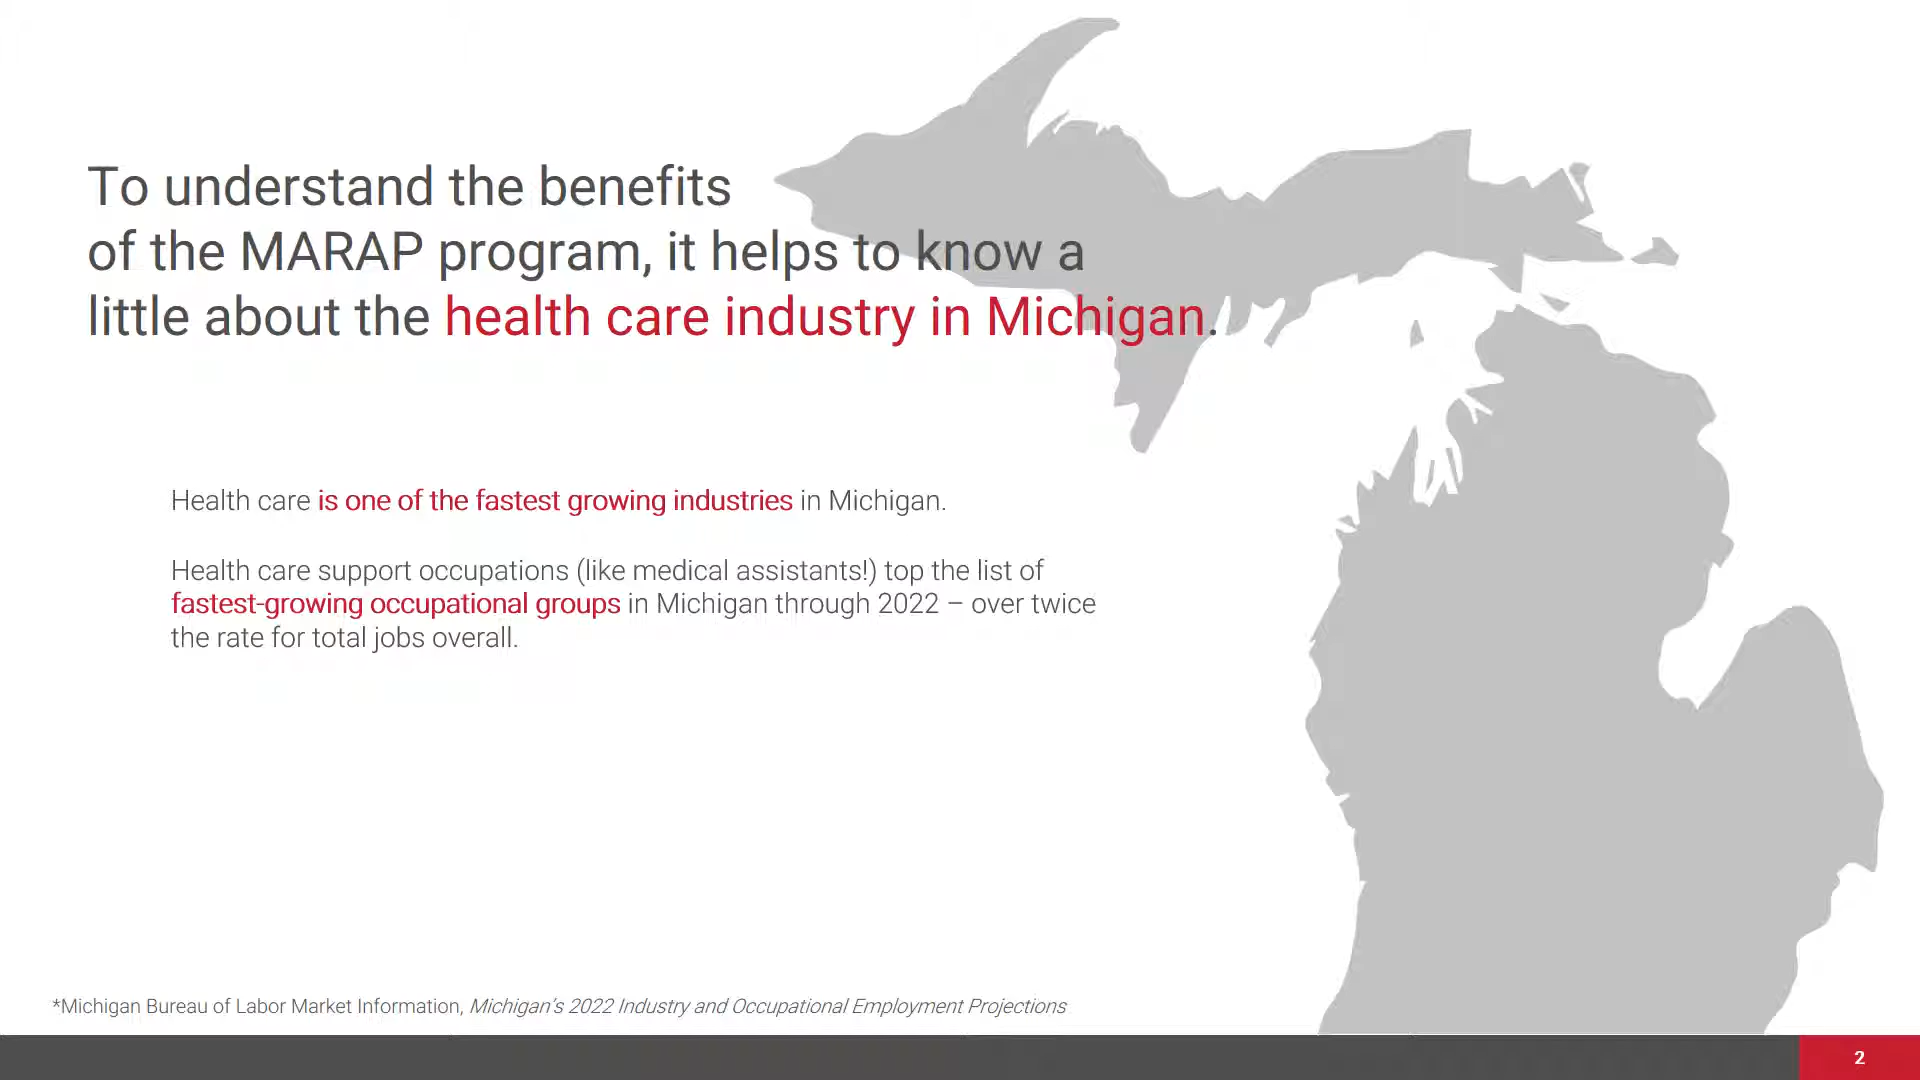 To understand the benefits
of the MARAP program, it helps to know a
little about the health care industry in Michigan.
Health care is one of the fastest growing industries in Michigan.
Health care support occupations (like medical assistants!) top the list of
fastest-growing occupational groups in Michigan through 2022 – over twice
the rate for total jobs overall.
*Michigan Bureau of Labor Market Information, Michigan's 2022 Industry and Occupational Employment Projections
2